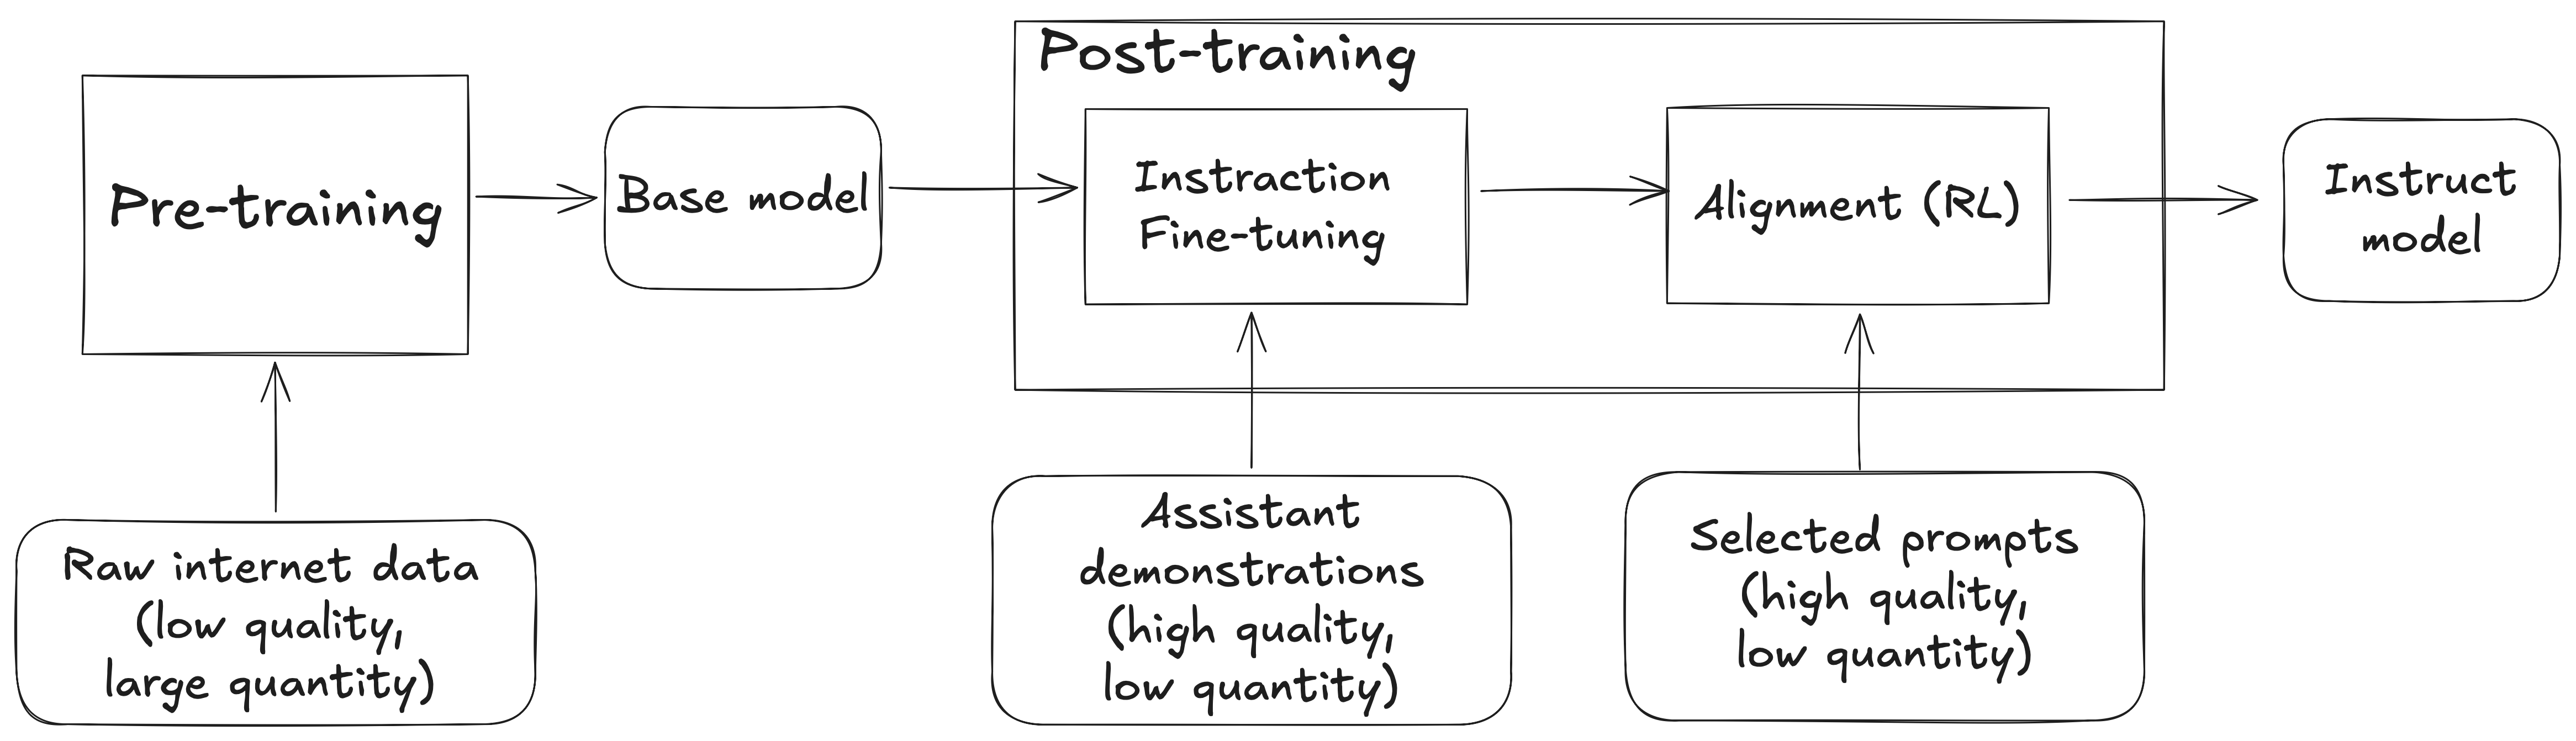 Post-training
Pre-training
Base model
Instraction
Fine-tuning
Alignment (RL)
Instruct
model
Raw internet data
(low quality,
large quantity)
Assistant
demonstrations
(high quality,
low quantity)
Selected prompts
(high quality,
low quantity)